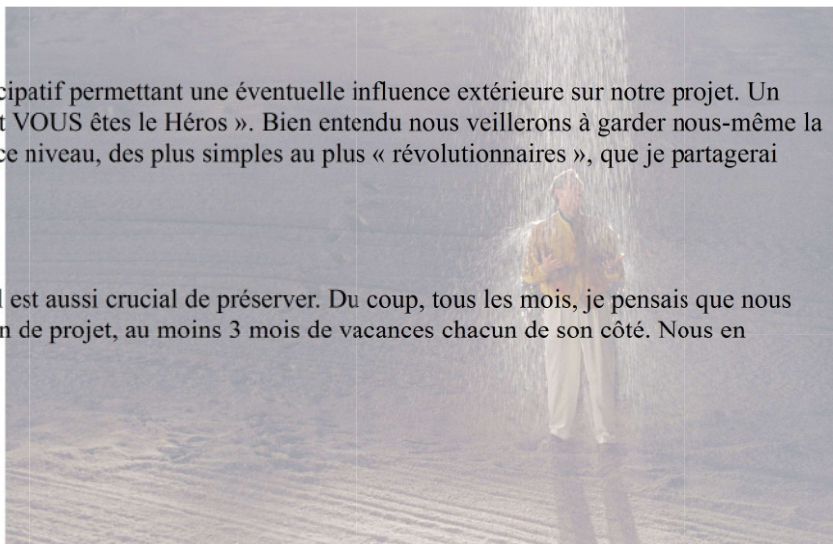 cipatif permettant une éventuelle influence extérieure sur notre projet. Un
t VOUS êtes le Héros ». Bien entendu nous veillerons à garder nous-même la
ce niveau, des plus simples au plus « révolutionnaires », que je partagerai
l est aussi crucial de préserver. Du coup, tous les mois, je pensais que nous
n de projet, au moins 3 mois de vacances chacun de son côté. Nous en